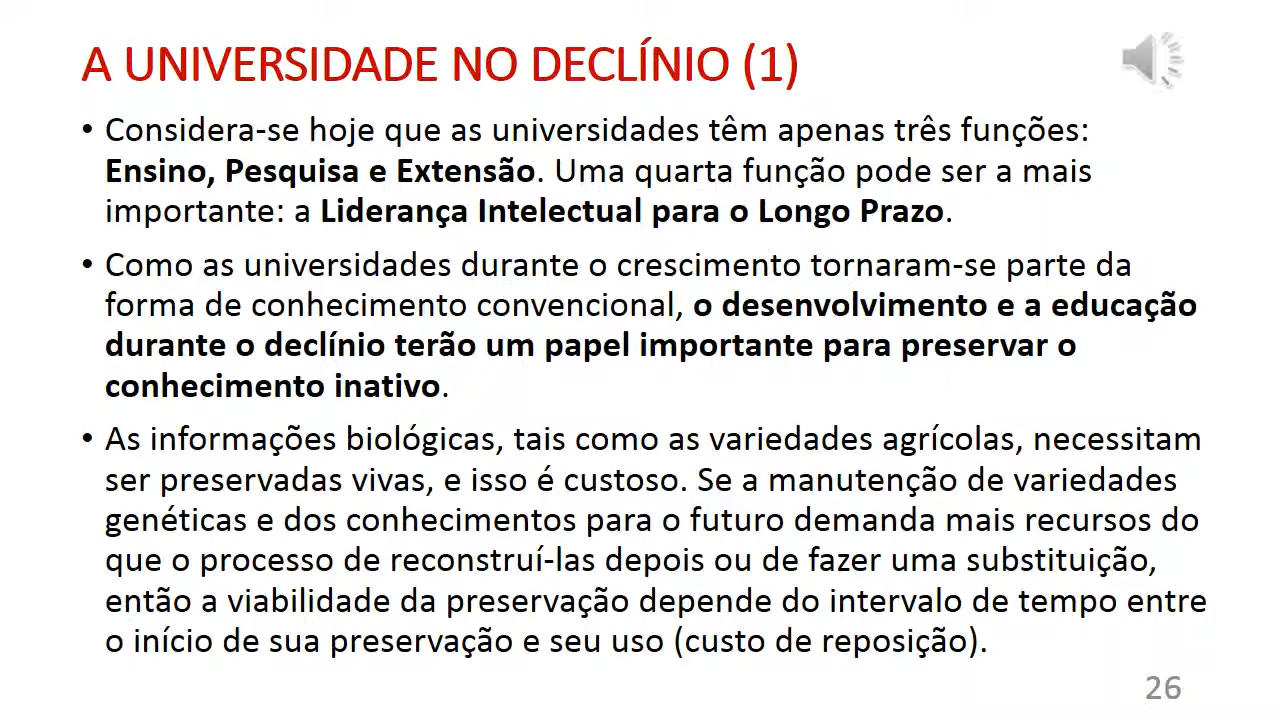 A UNIVERSIDADE NO DECLÍNIO (1)
• Considera-se hoje que as universidades têm apenas três funções:
Ensino, Pesquisa e Extensão. Uma quarta função pode ser a mais
importante: a Liderança Intelectual para o Longo Prazo.
• Como as universidades durante o crescimento tornaram-se parte da
forma de conhecimento convencional, o desenvolvimento e a educação
durante o declínio terão um papel importante para preservar o
conhecimento inativo.
• As informações biológicas, tais como as variedades agrícolas, necessitam
ser preservadas vivas, e isso é custoso. Se a manutenção de variedades
genéticas e dos conhecimentos para o futuro demanda mais recursos do
que o processo de reconstruí-las depois ou de fazer uma substituição,
então a viabilidade da preservação depende do intervalo de tempo entre
o início de sua preservação e seu uso (custo de reposição).
26